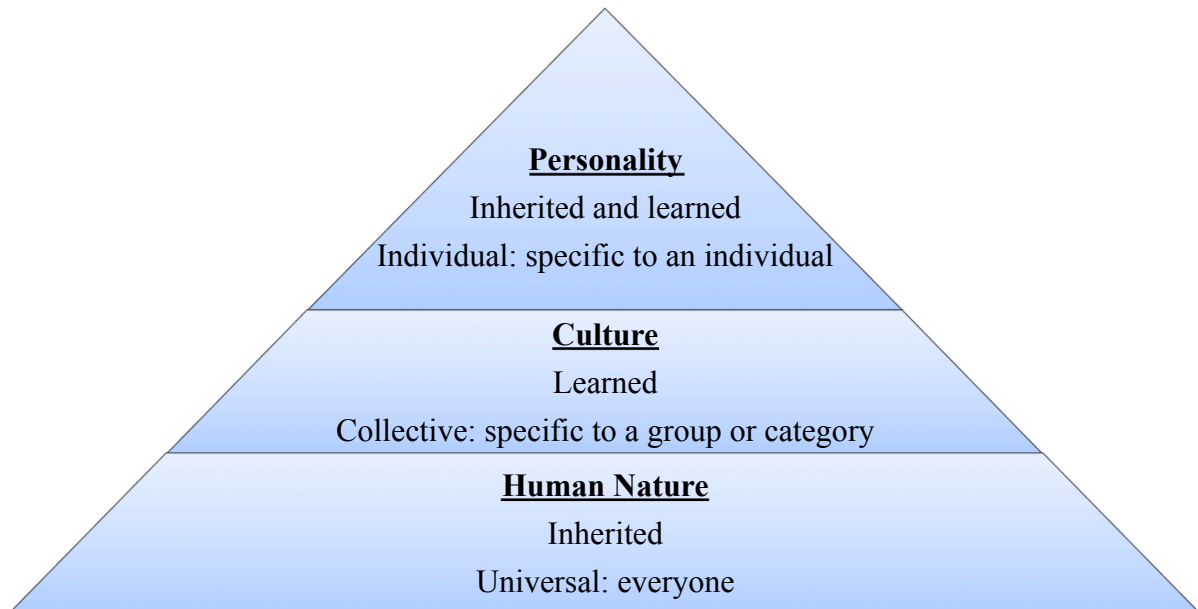 Personality
Inherited and learned
Individual: specific to an individual
Culture
Learned
Collective: specific to a group or category
Human Nature
Inherited
Universal: everyone